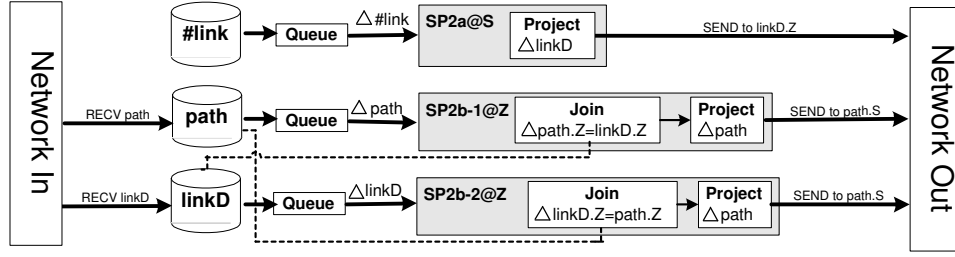 Network In
#link
Queue
△#link
SP2a@S
Project
△linkD
SEND to linkD.Z
RECV path
path
Queue
△path
SP2b-1@Z
Join
△path.Z=linkD.Z
Project
△path
SEND to path.S
RECV linkD
linkD
Queue
△linkD
SP2b-2@Z
Join
△linkD.Z=path.Z
Project
△path
SEND to path.S
Network Out